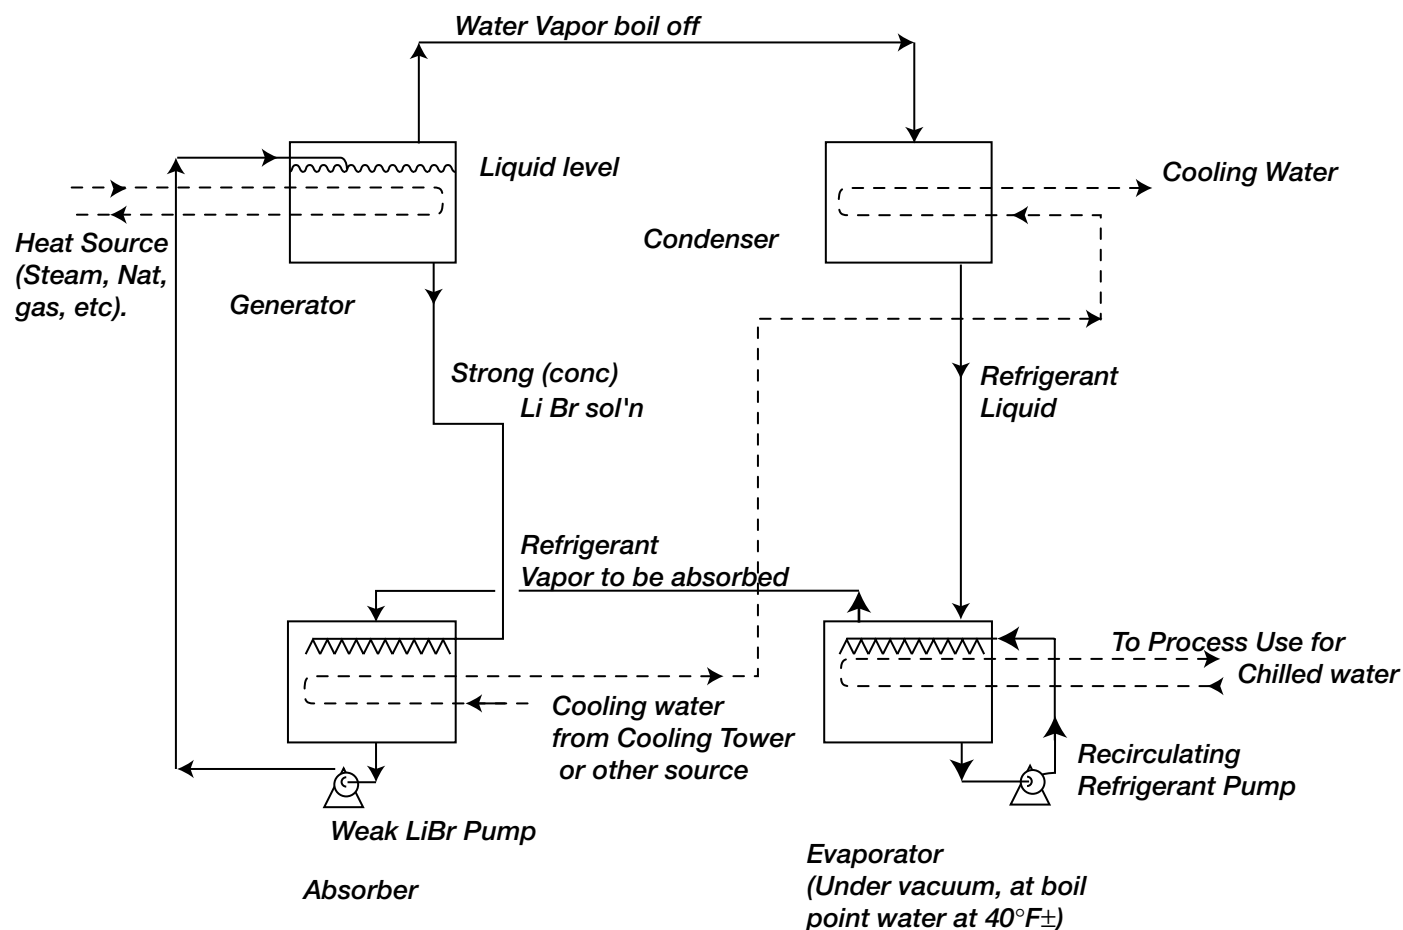 Water Vapor boil off
Liquid level
Cooling Water
Condenser
Heat Source
(Steam, Nat,
gas, etc).
Generator
Strong (conc)
Li Br sol'n
Refrigerant
Liquid
Refrigerant
Vapor to be absorbed
To Process Use for
Chilled water
Cooling water
from Cooling Tower
or other source
Recirculating
Refrigerant Pump
Weak LiBr Pump
Absorber
Evaporator
(Under vacuum, at boil
point water at 40°F±)